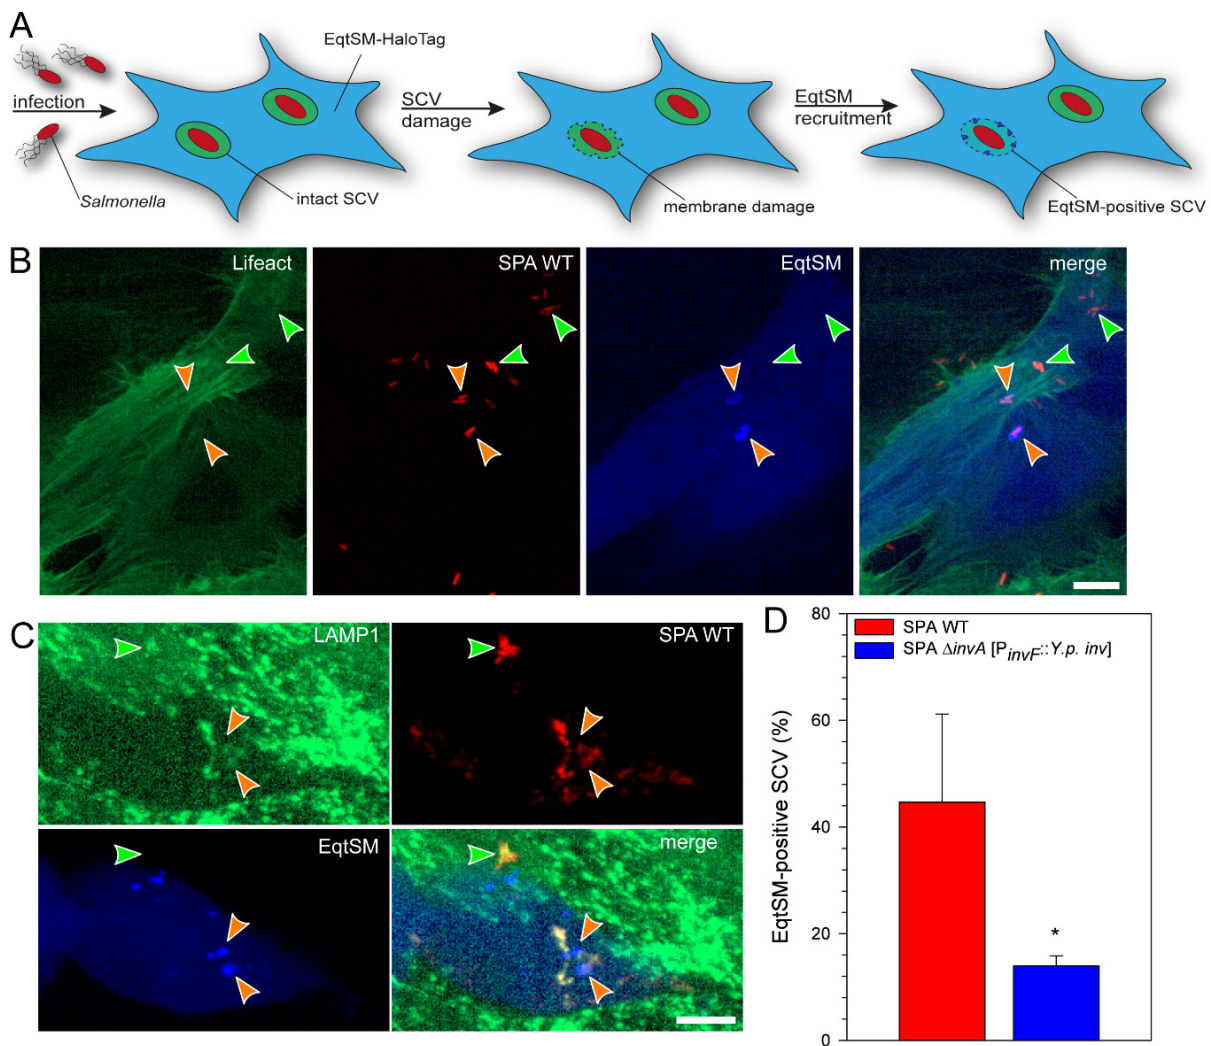 A
EqtSM-HaloTag
infection
SCV
damage
EqtSM
recruitment
Salmonella
intact SCV
membrane damage
EqtSM-positive SCV
B
Lifeact
SPA WT
EqtSM
merge
C
LAMP1
SPA WT
EqtSM
merge
D
80
SPA WT
SPA ΔinvA [PinvF::Y.p. inv]
60
EqtSM-positive SCV (%)
40
20
*
0